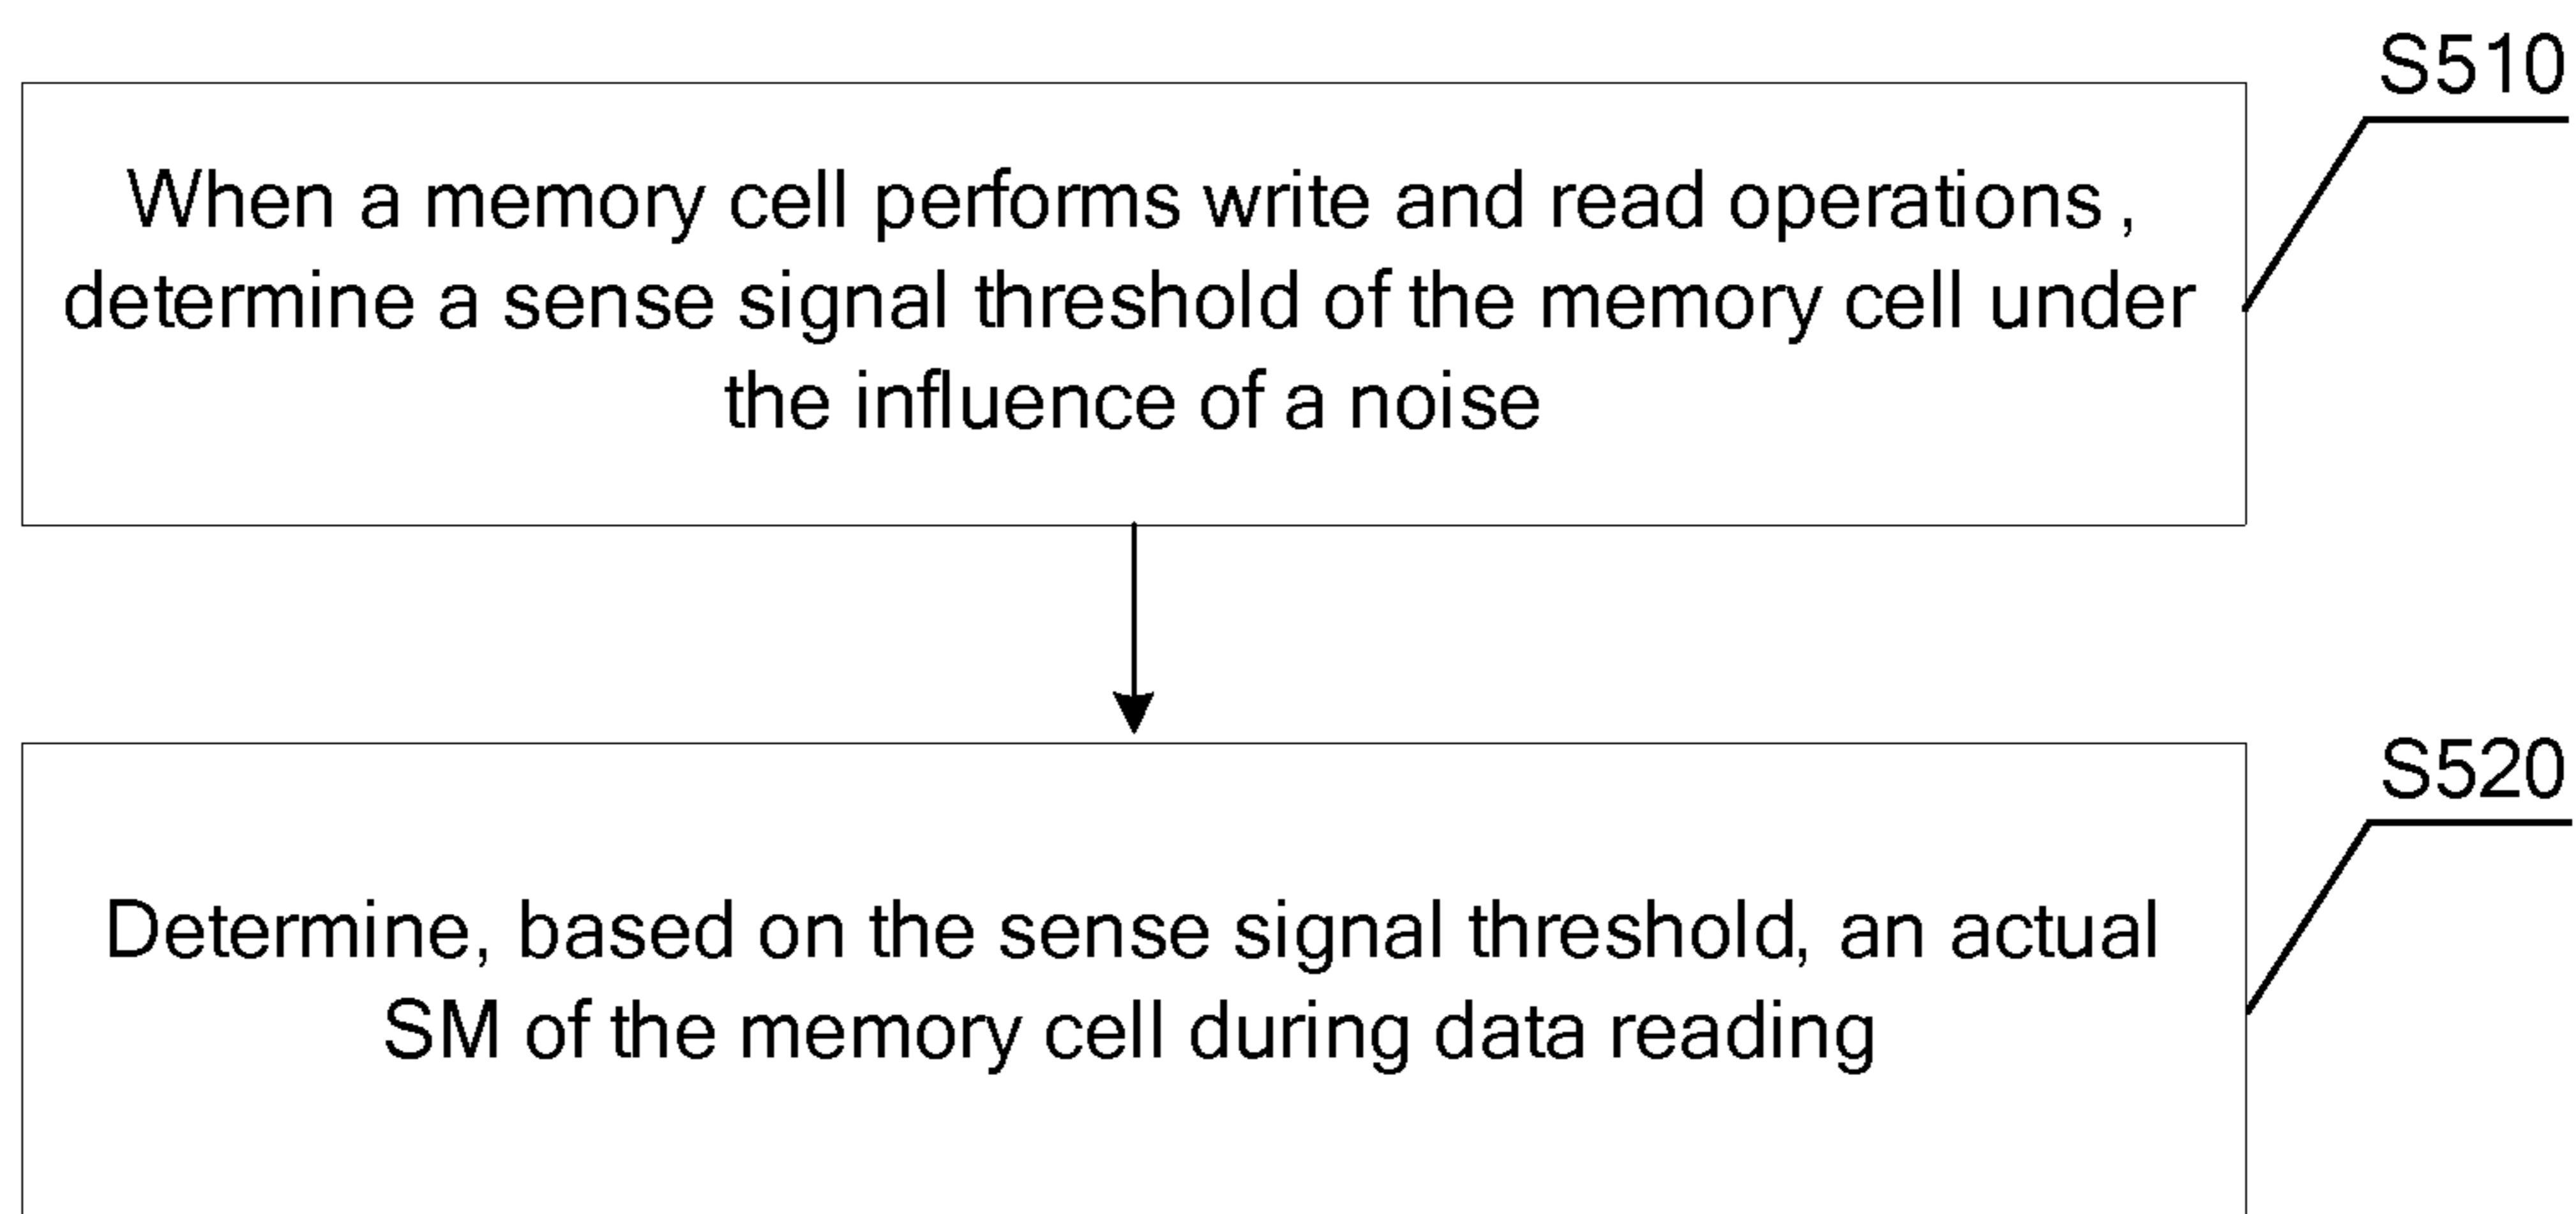 S510
When a memory cell performs write and read operations ,
determine a sense signal threshold of the memory cell under
the influence of a noise
S520
Determine, based on the sense signal threshold, an actual
SM of the memory cell during data reading